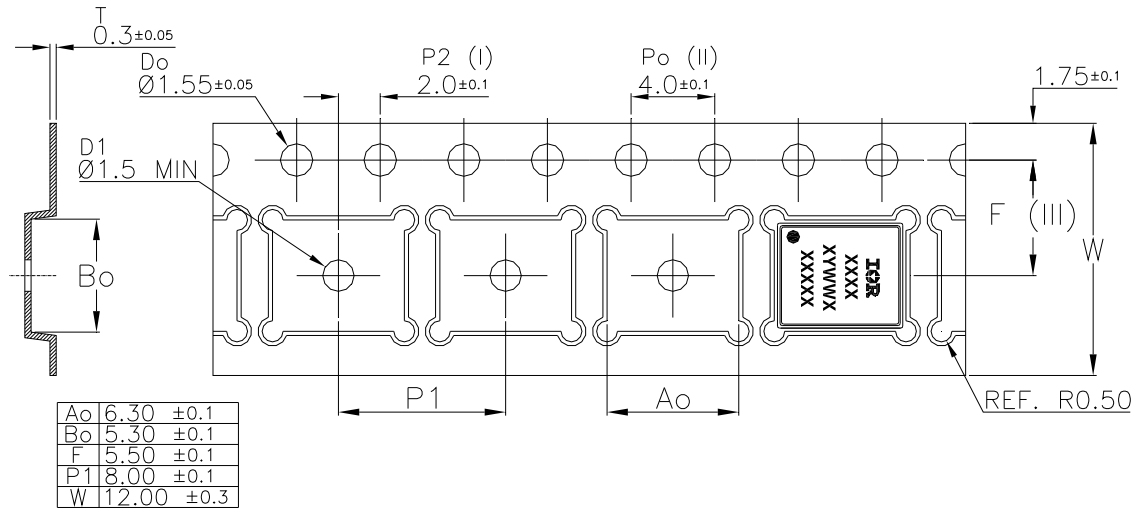 T
0.3±0.05
Do
Ø1.55±0.05
P2 (I)
2.0±0.1
Po (II)
4.0±0.1
1.75±0.1
D1
Ø1.5 MIN
F (III)
W
Bo
IOR
XXXX
XYWWX
XXXXX
P1
Ao
REF. R0.50
Ao 6.30 ±0.1
Bo 5.30 ±0.1
F 5.50 ±0.1
P1 8.00 ±0.1
W 12.00 ±0.3